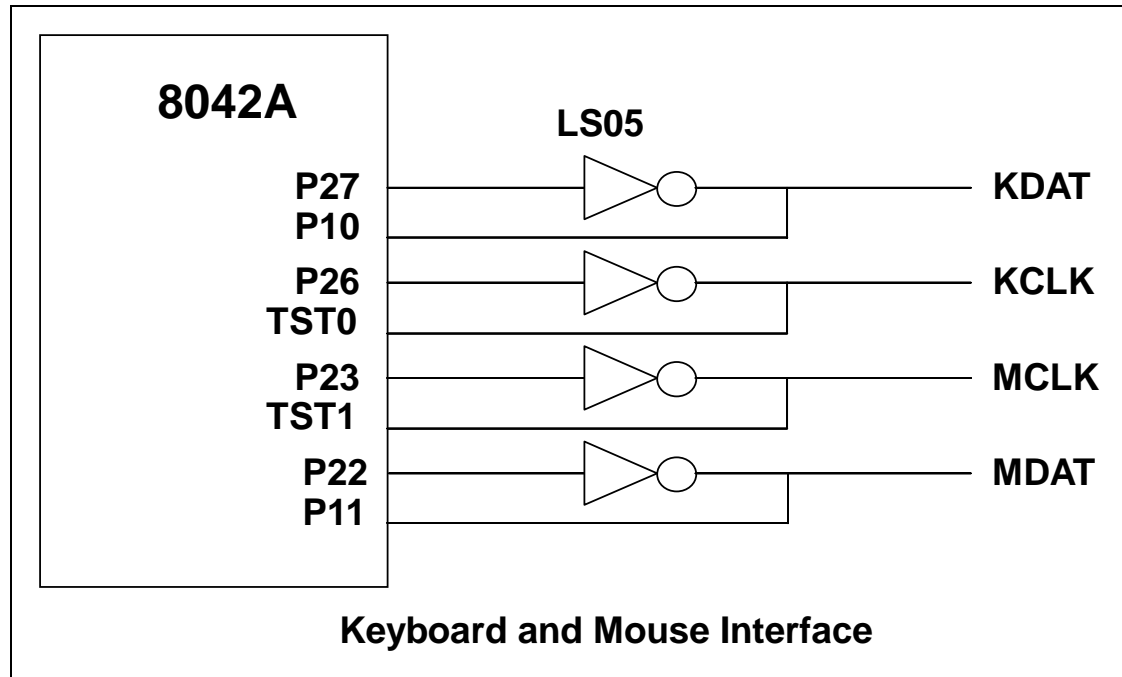 8042A
LS05
P27
KDAT
P10
P26
KCLK
TST0
P23
MCLK
TST1
P22
MDAT
P11
Keyboard and Mouse Interface